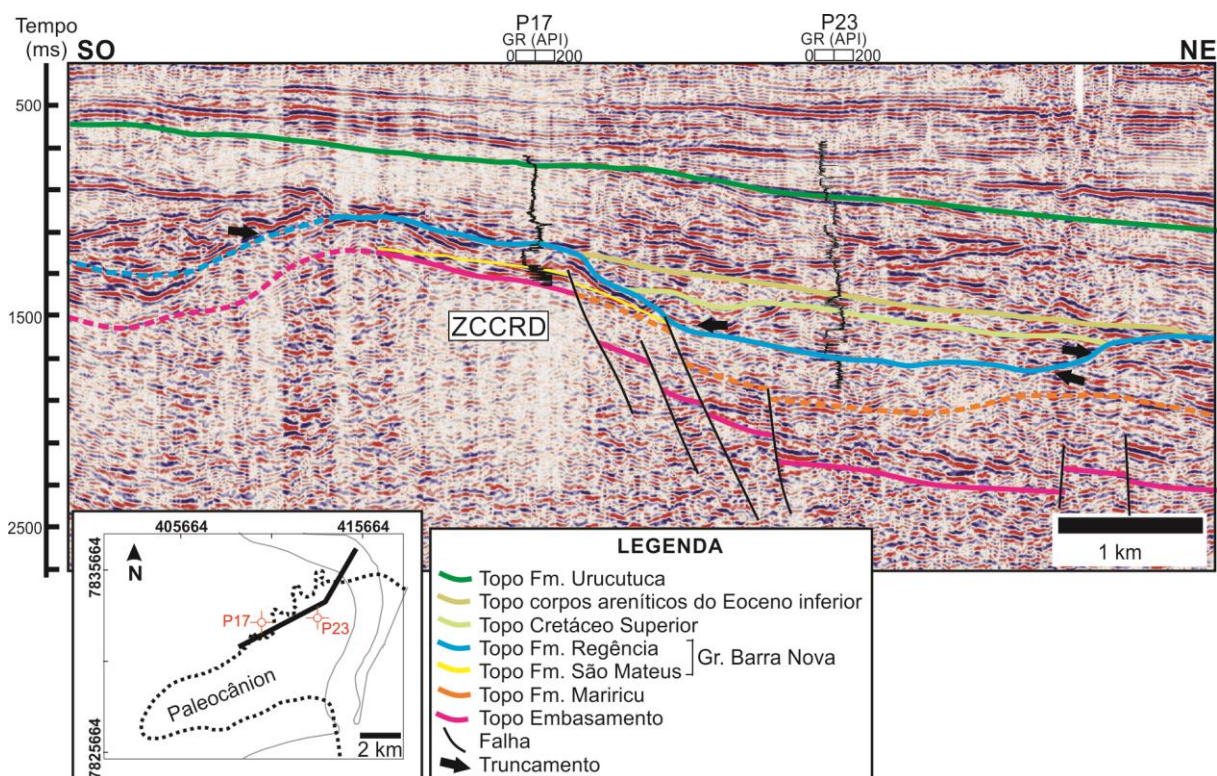 Tempo
(ms)
SO
P17
GR (API)
0 200
P23
GR (API)
0 200
NE
500
1500
2500
ZCCRD
1 km
405664
415664
7835664
7825664
N
P17
P23
Paleocânion
2 km
LEGENDA
Topo Fm. Urucutuca
Topo corpos areníticos do Eoceno inferior
Topo Cretáceo Superior
Topo Fm. Regência
Gr. Barra Nova
Topo Fm. São Mateus
Topo Fm. Mariricu
Topo Embasamento
Falha
Truncamento